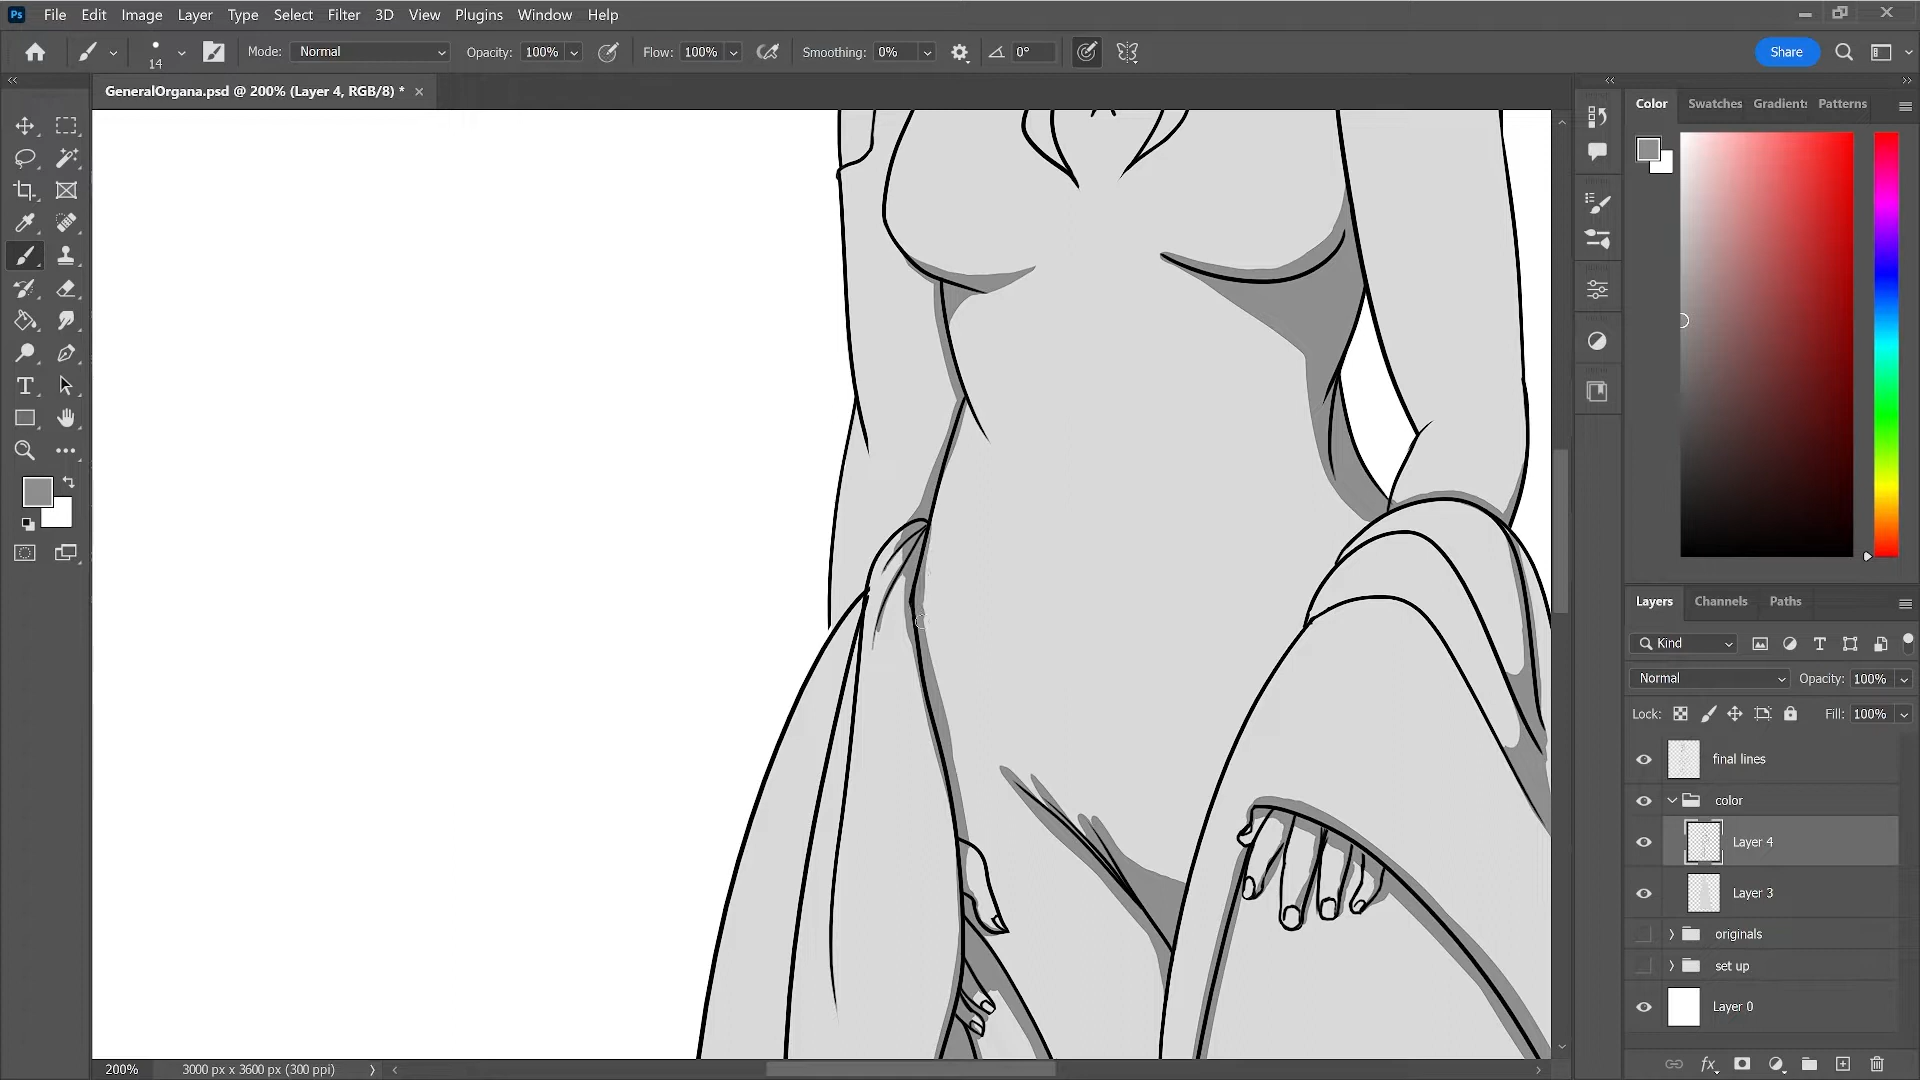 Ps File Edit Image Layer Type Select Filter 3D View Plugins Window Help
14 Mode: Normal Opacity: 100% Flow: 100% Smoothing: 0% 0° Share
GeneralOrgana.psd @ 200% (Layer 4, RGB/8) *
Color Swatches Gradients Patterns
Layers Channels Paths
Kind
Normal Opacity: 100%
Lock: Fill: 100%
final lines
color
Layer 4
Layer 3
originals
set up
Layer 0
200% 3000 px x 3600 px (300 ppi)
fx